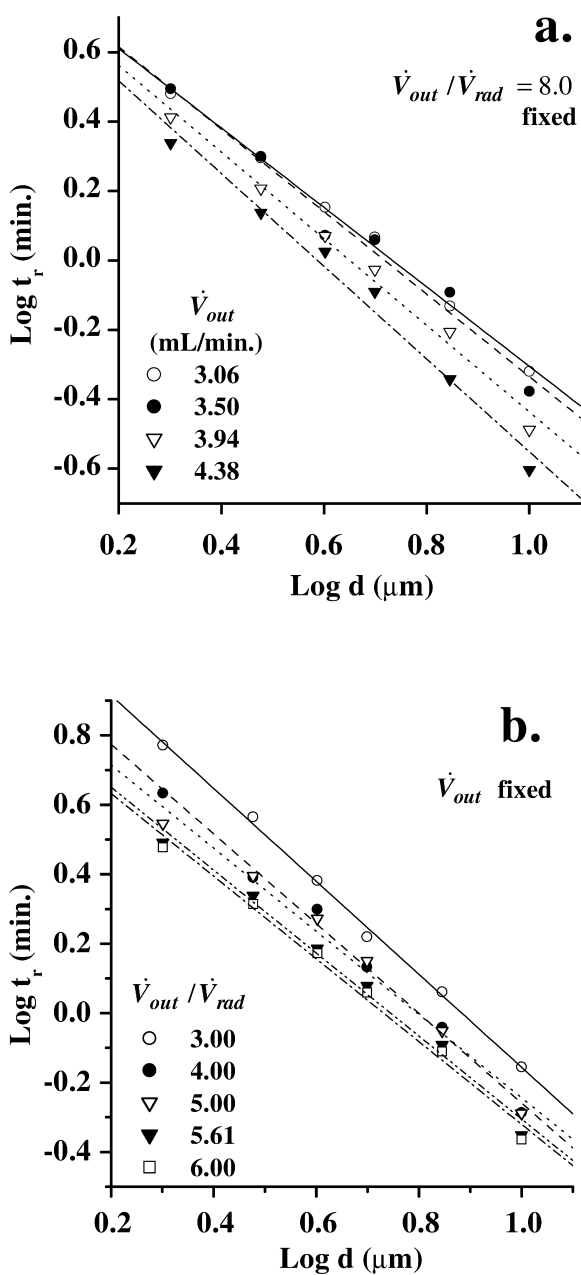 a.
V̇out / V̇rad = 8.0
fixed
0.6
0.4
0.2
0.0
-0.2
-0.4
-0.6
Log tr (min.)
V̇out
(mL/min.)
3.06
3.50
3.94
4.38
0.2 0.4 0.6 0.8 1.0
Log d (μm)
b.
V̇out fixed
0.8
0.6
0.4
0.2
0.0
-0.2
-0.4
Log tr (min.)
V̇out / V̇rad
3.00
4.00
5.00
5.61
6.00
0.2 0.4 0.6 0.8 1.0
Log d (μm)